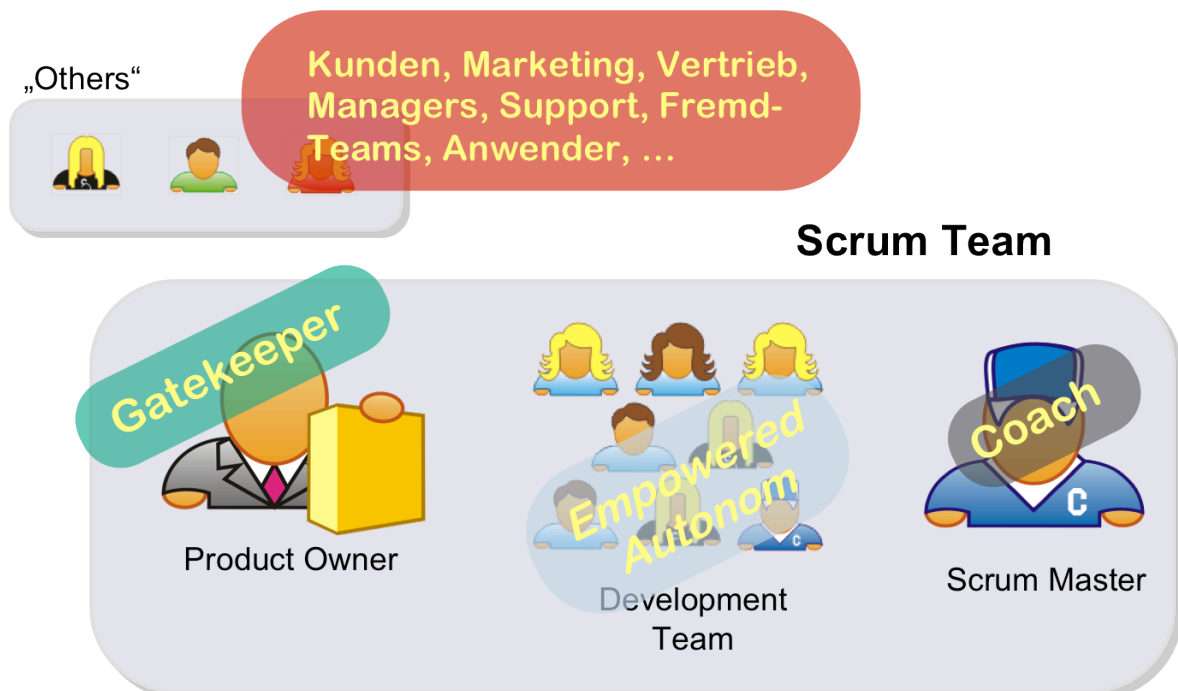 „Others“
Kunden, Marketing, Vertrieb,
Managers, Support, Fremd-
Teams, Anwender, ...
Scrum Team
Gatekeeper
Product Owner
Empowered
Autonom
C
Development
Team
Coach
C
Scrum Master